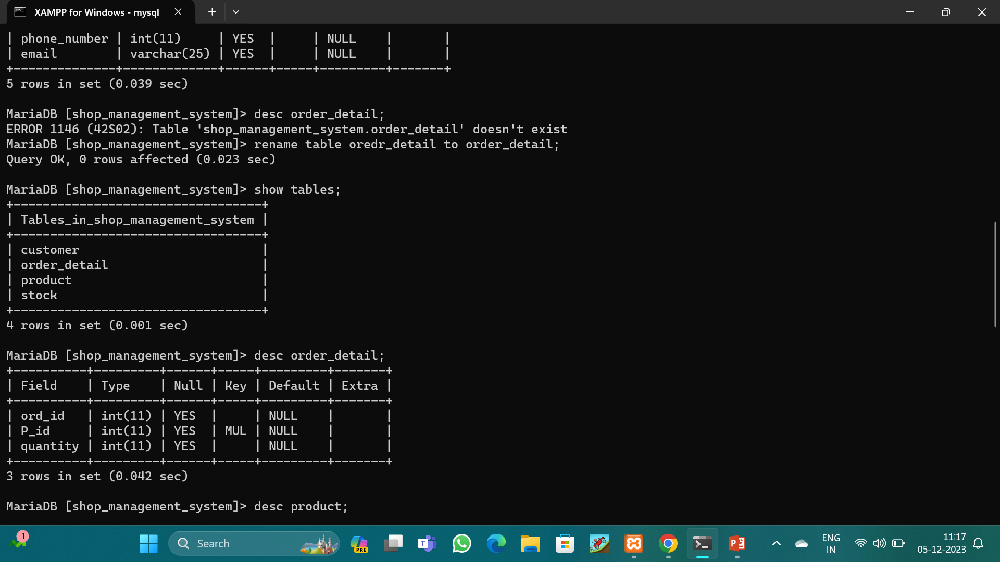 XAMPP for Windows - mysql
| phone_number | int(11)     | YES  |     | NULL    |       |
| email        | varchar(25) | YES  |     | NULL    |       |
+--------------+-------------+------+-----+---------+-------+
5 rows in set (0.039 sec)
MariaDB [shop_management_system]> desc order_detail;
ERROR 1146 (42S02): Table 'shop_management_system.order_detail' doesn't exist
MariaDB [shop_management_system]> rename table oredr_detail to order_detail;
Query OK, 0 rows affected (0.023 sec)
MariaDB [shop_management_system]> show tables;
+----------------------------------+
| Tables_in_shop_management_system |
+----------------------------------+
| customer                         |
| order_detail                     |
| product                          |
| stock                            |
+----------------------------------+
4 rows in set (0.001 sec)
MariaDB [shop_management_system]> desc order_detail;
+----------+---------+------+-----+---------+-------+
| Field    | Type    | Null | Key | Default | Extra |
+----------+---------+------+-----+---------+-------+
| ord_id   | int(11) | YES  |     | NULL    |       |
| P_id     | int(11) | YES  | MUL | NULL    |       |
| quantity | int(11) | YES  |     | NULL    |       |
+----------+---------+------+-----+---------+-------+
3 rows in set (0.042 sec)
MariaDB [shop_management_system]> desc product;
1
Search
PRE
ENG
IN
11:17
05-12-2023